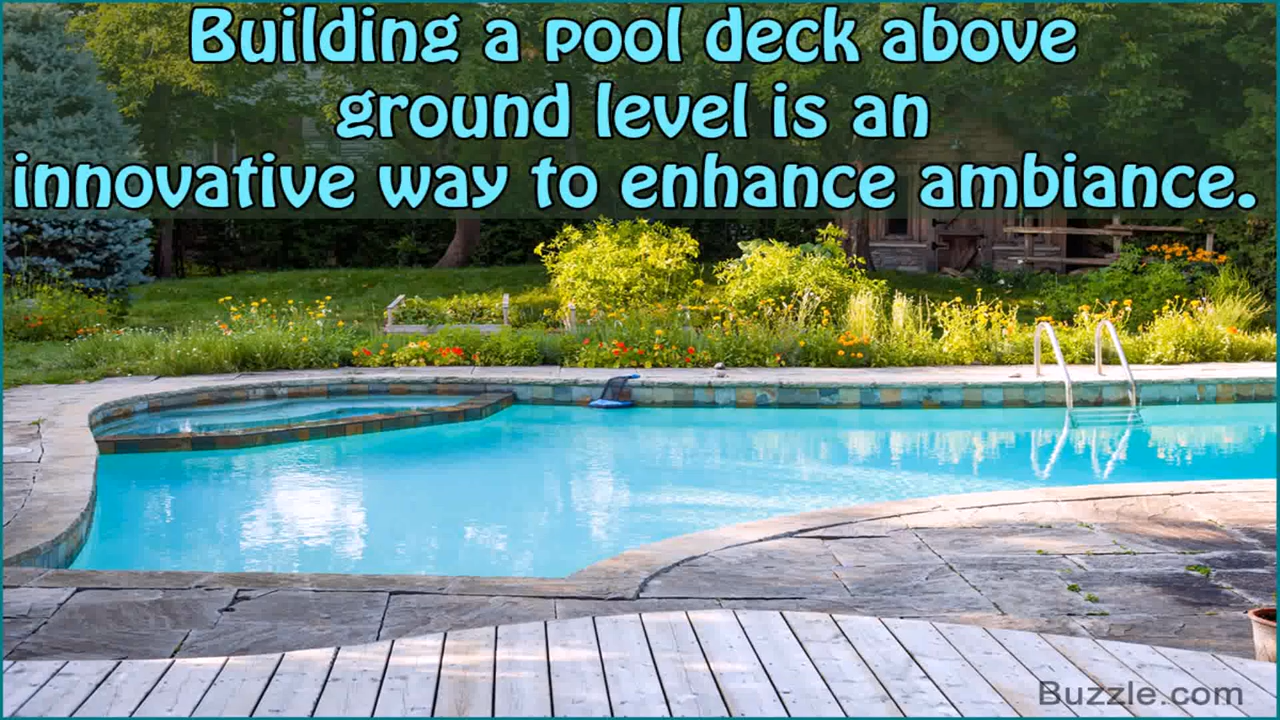 Building a pool deck above
ground level is an
innovative way to enhance ambiance.
Buzzle.com